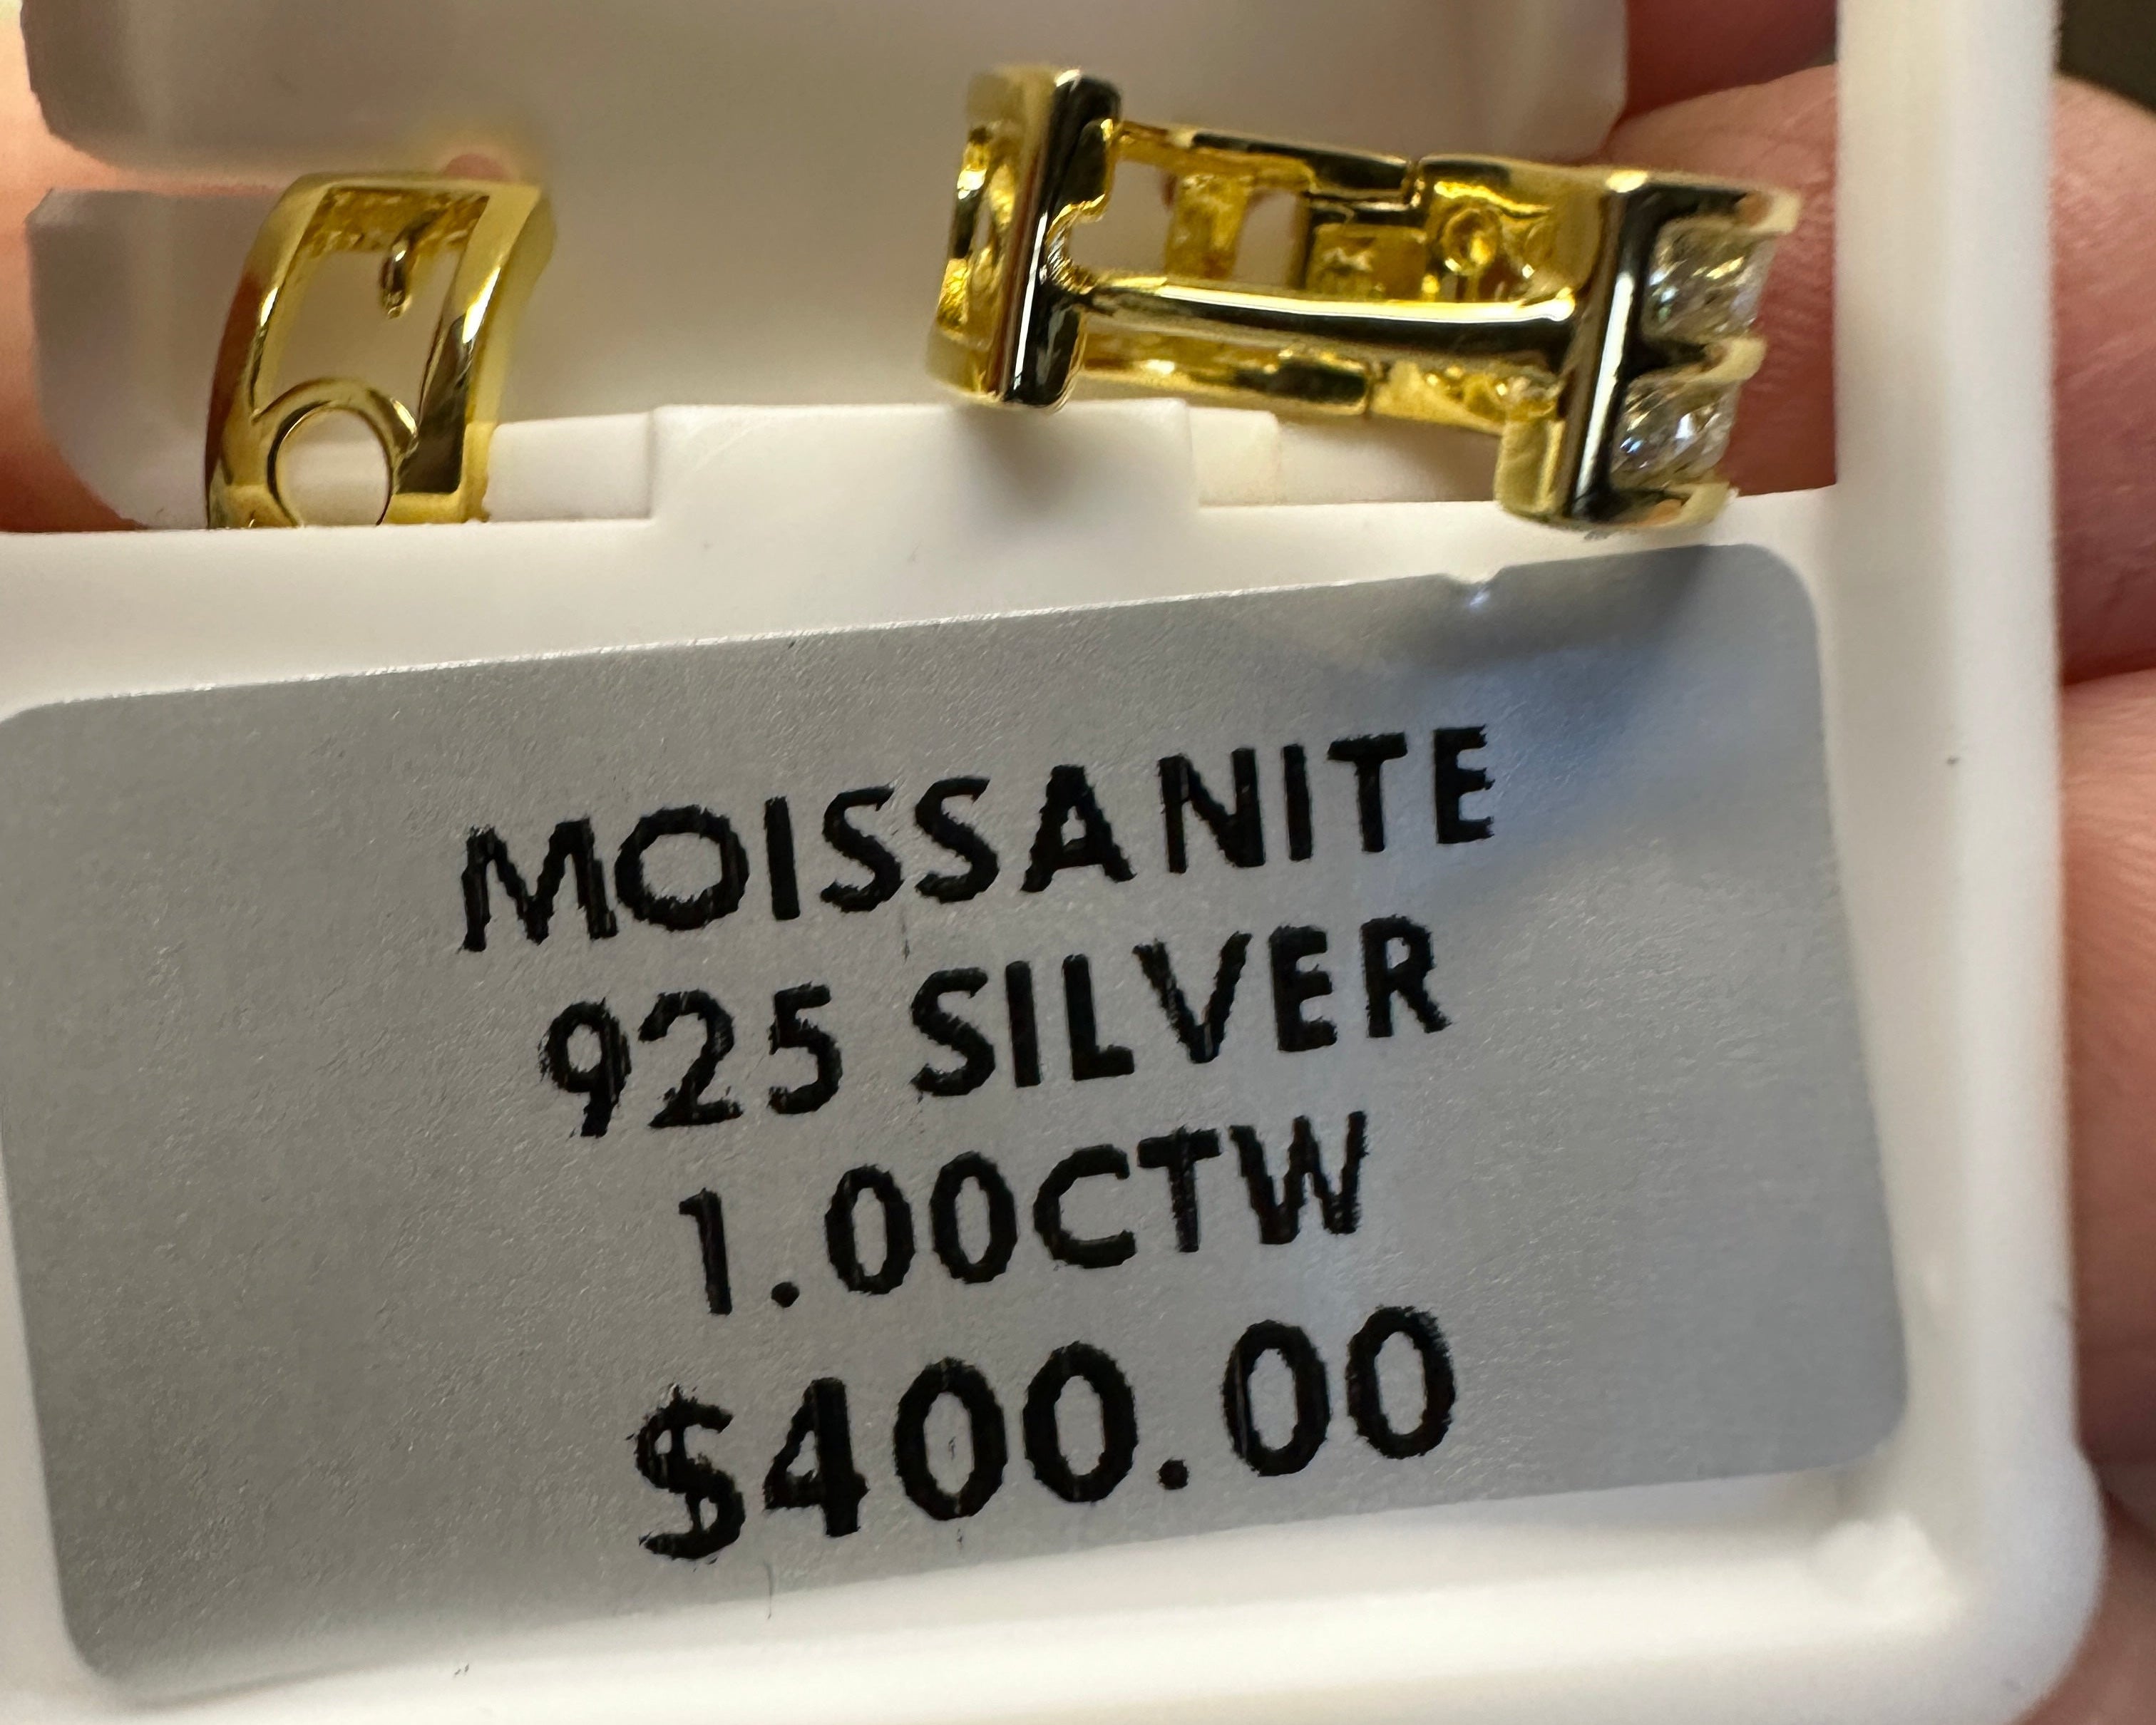 MOISSANITE
925 SILVER
1.00CTW
$400.00